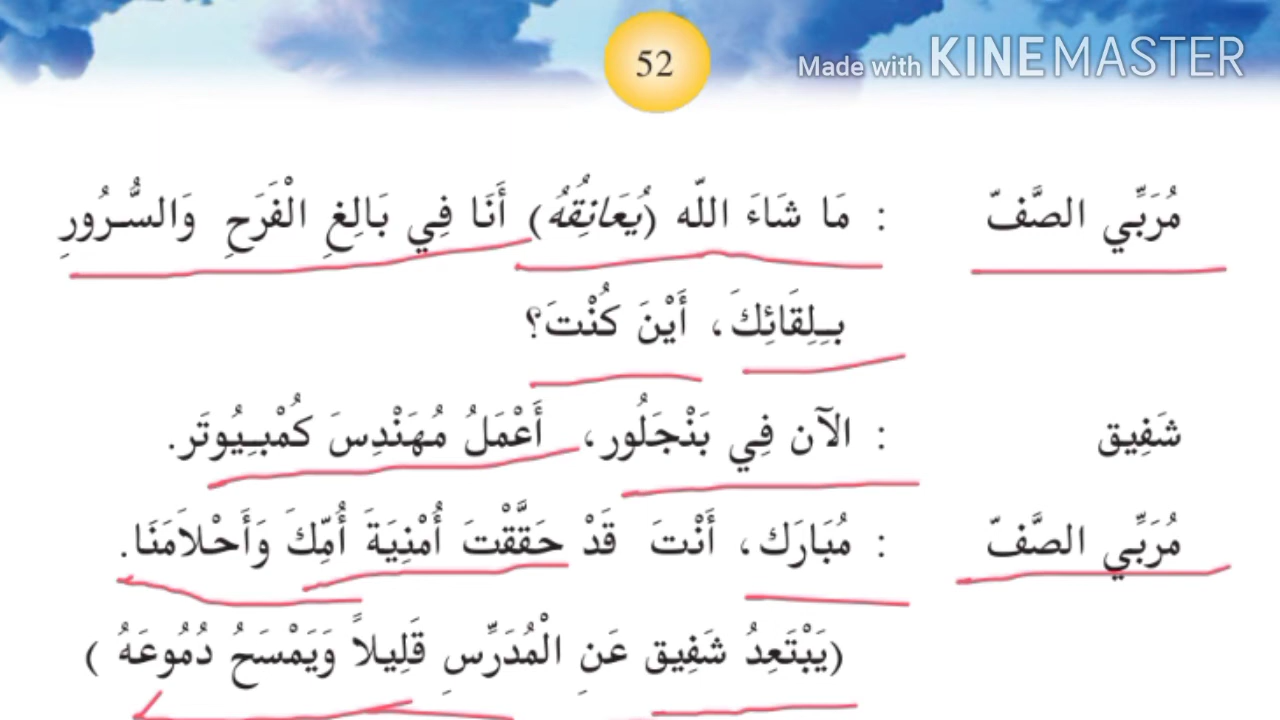 52
Made with KINEMASTER
مُرَبِّي الصَّفّ : مَا شَاءَ اللّه (يُعَانِقُهُ) أَنَا فِي بَالِغِ الْفَرَحِ وَالسُّرُورِ
بِلِقَائِكَ، أَيْنَ كُنْتَ؟
شَفِيق : الآن فِي بَنْجَلُور، أَعْمَلُ مُهَنْدِسَ كُمْبِيُوتَر.
مُرَبِّي الصَّفّ : مُبَارَك، أَنْتَ قَدْ حَقَّقْتَ أُمْنِيَةَ أُمِّكَ وَأَحْلَامَنَا.
(يَبْتَعِدُ شَفِيق عَنِ الْمُدَرِّسِ قَلِيلاً وَيَمْسَحُ دُمُوعَهُ )